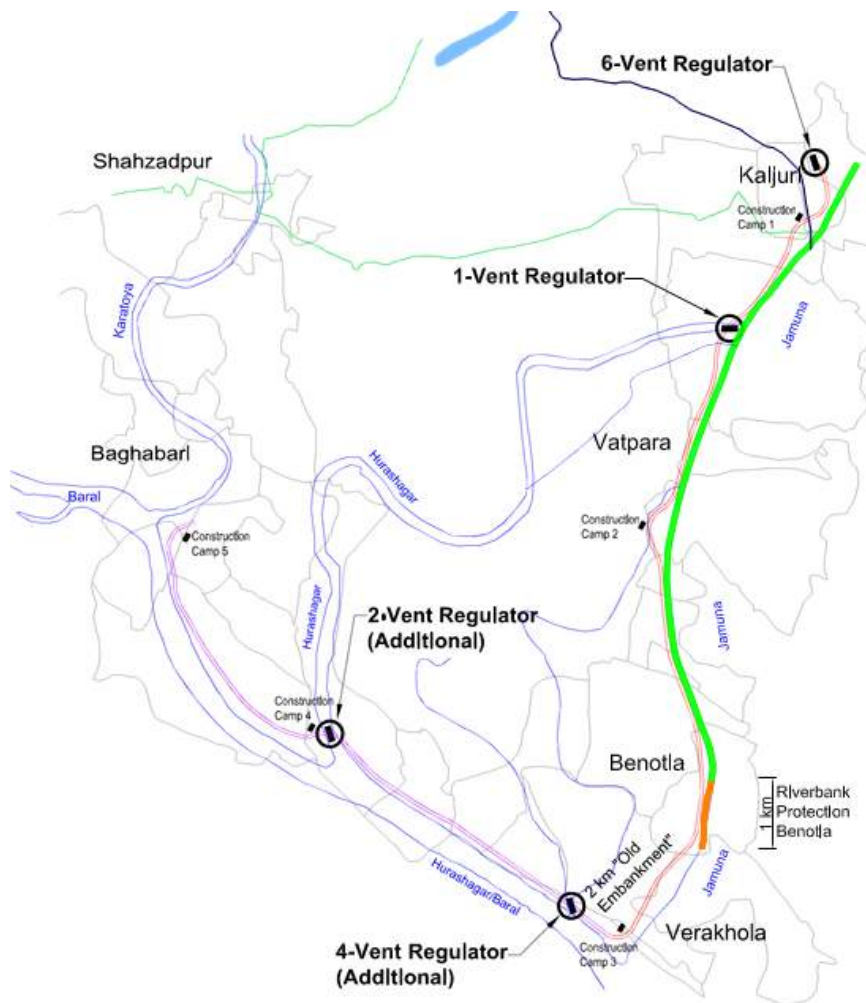 6-Vent Regulator
Shahzadpur
Kaijuri
Construction
Camp 1
1-Vent Regulator
Karatoya
Jamuna
Vatpara
Baghabari
Hurashagar
Baral
Construction
Camp 2
Construction
Camp 5
Hurashagar
Jamuna
2-Vent Regulator
(Additional)
Construction
Camp 4
Benotia
1 km
Riverbank
Protection
Benotia
2 km "Old
Embankment"
Hurashagar/Baral
Jamuna
Verakhola
4-Vent Regulator
(Additional)
Construction
Camp 3